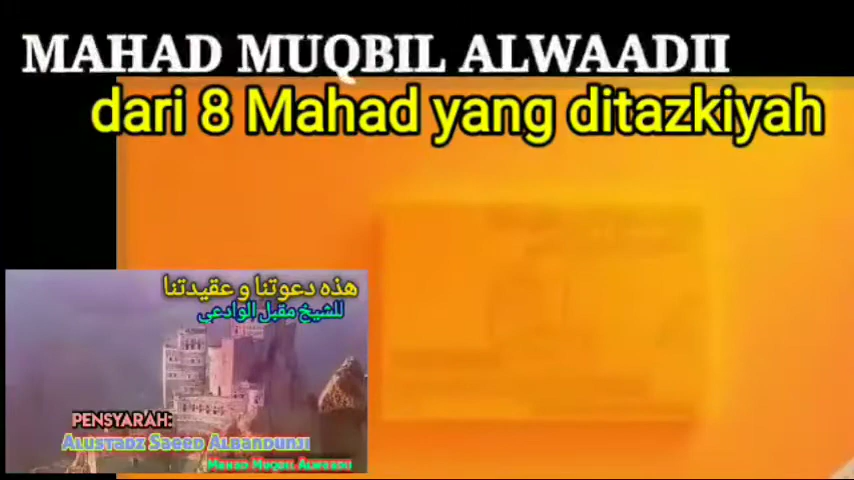 MAHAD MUQBIL ALWAADII
dari 8 Mahad yang ditazkiyah
هذه دعوتنا و عقيدتنا
للشيخ مقبل الوادعي
PENSYARAH:
ALUSTADZ SAEED ALBANDUNJI
MAHAD MUQBIL ALWAADII